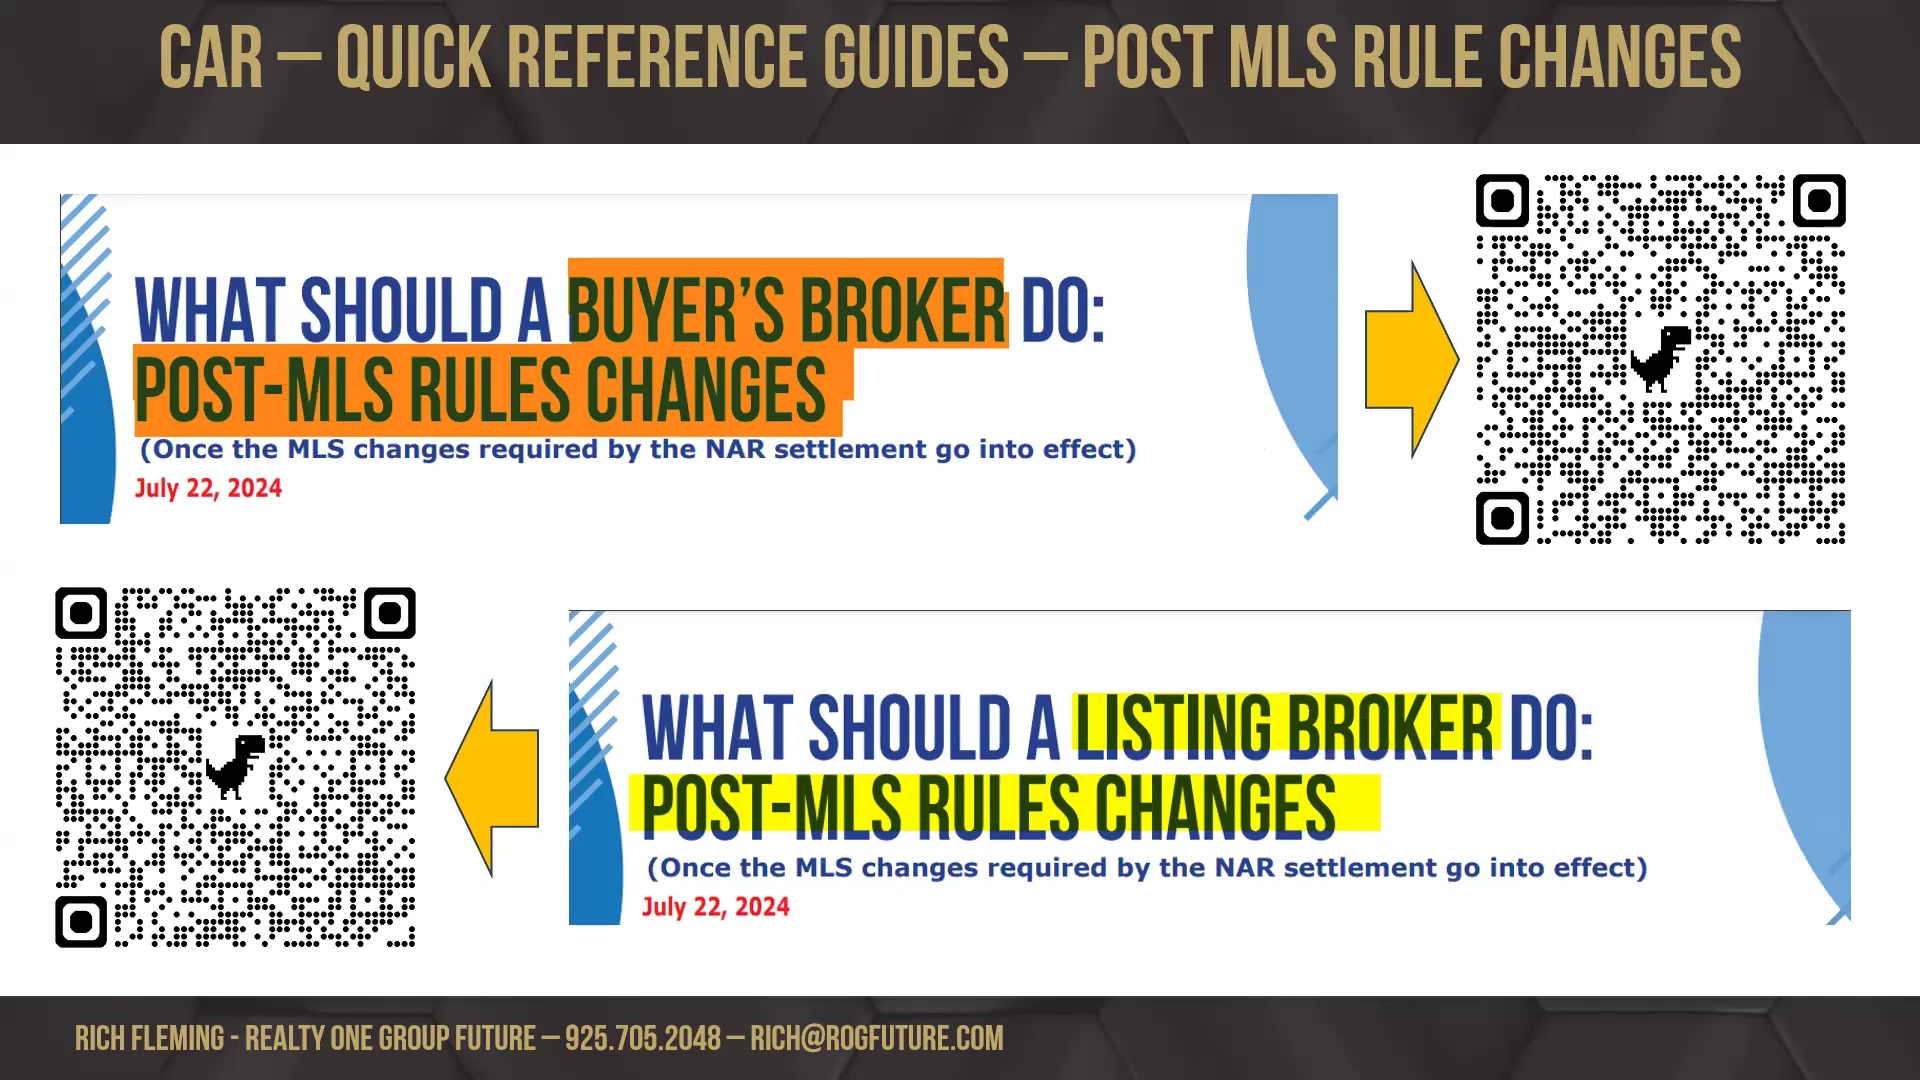 CAR – QUICK REFERENCE GUIDES – POST MLS RULE CHANGES
WHAT SHOULD A BUYER'S BROKER DO:
POST-MLS RULES CHANGES
(Once the MLS changes required by the NAR settlement go into effect)
July 22, 2024
WHAT SHOULD A LISTING BROKER DO:
POST-MLS RULES CHANGES
(Once the MLS changes required by the NAR settlement go into effect)
July 22, 2024
RICH FLEMING - REALTY ONE GROUP FUTURE – 925.705.2048 – RICH@ROGFUTURE.COM